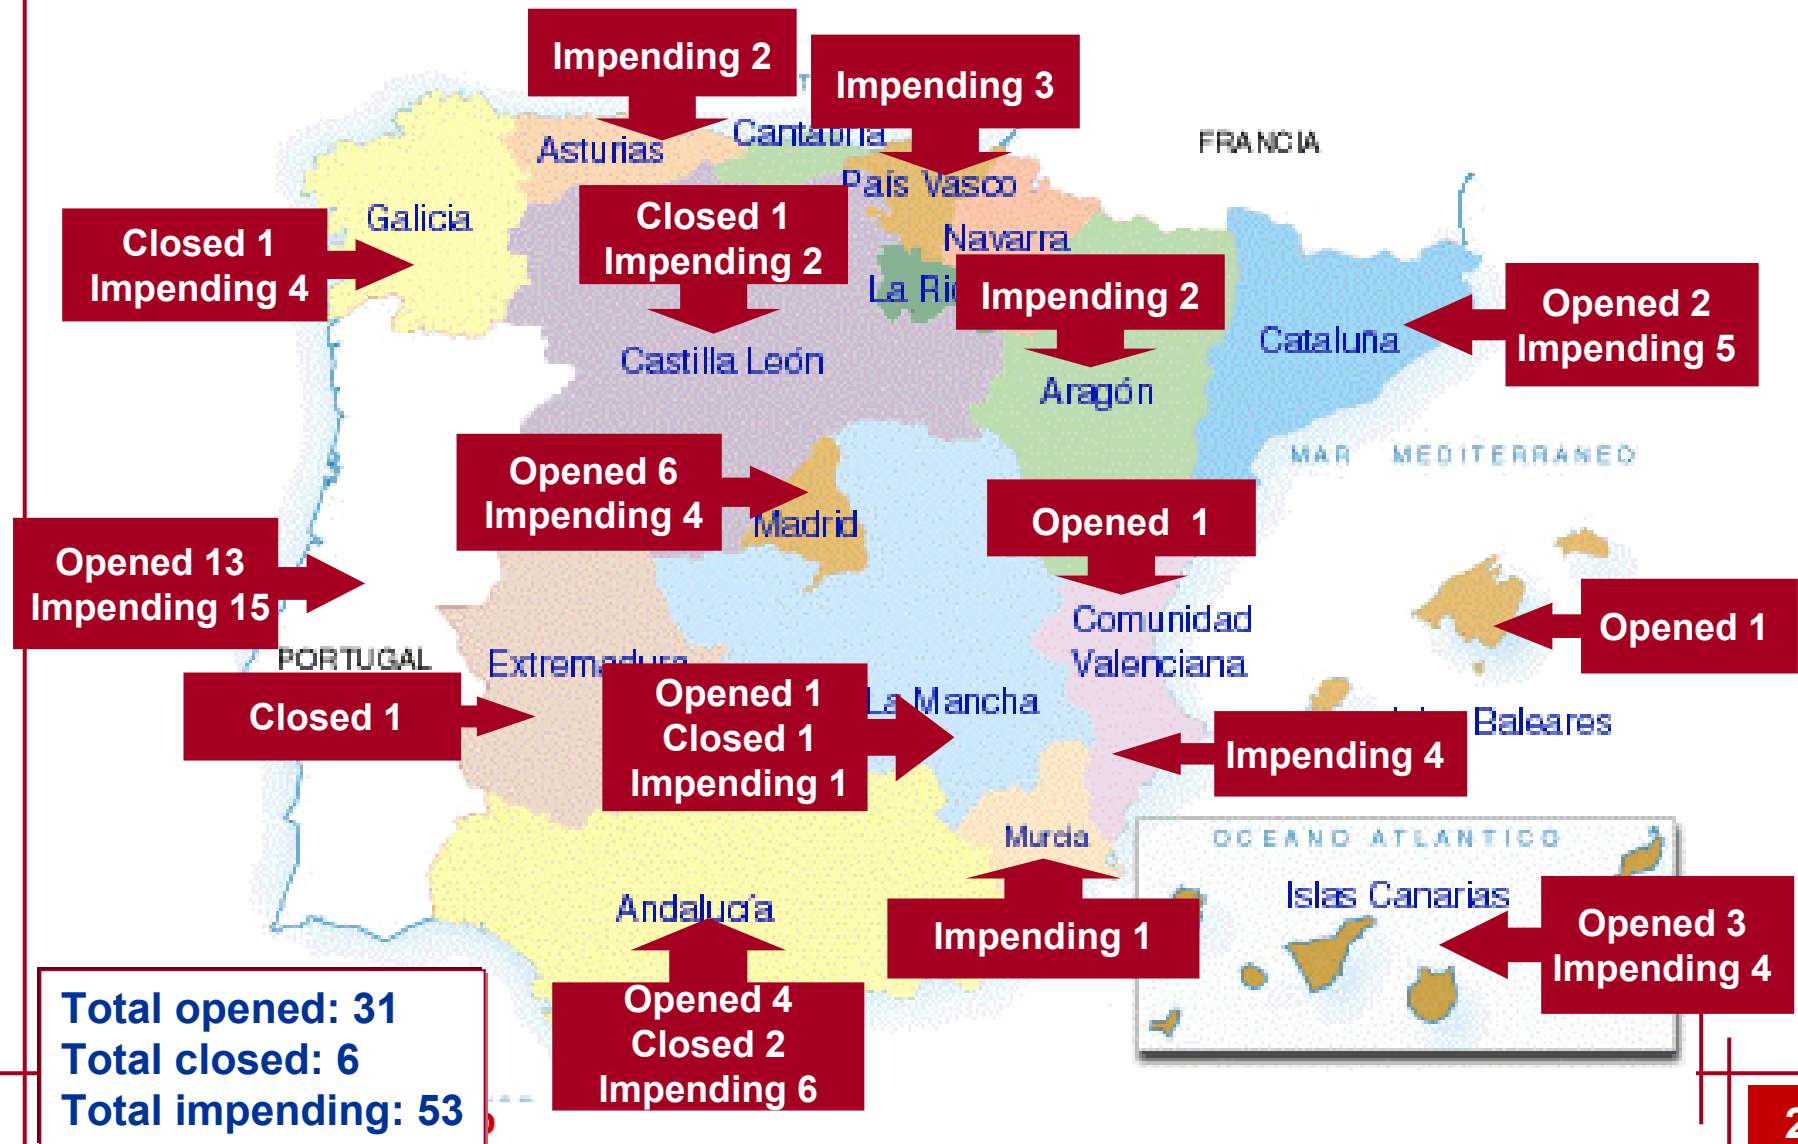 Impending 2
Impending 3
FRANCIA
Asturias
Cantabria
País Vasco
Galicia
Closed 1
Impending 4
Closed 1
Impending 2
Navarra
La
Impending 2
Opened 2
Impending 5
Cataluña
Castilla León
Aragón
MAR MEDITERRANEO
Opened 6
Impending 4
Madrid
Opened 1
Opened 13
Impending 15
Comunidad
Valenciana
Opened 1
PORTUGAL
Extremadura
Closed 1
Opened 1
Closed 1
Impending 1
La Mancha
Baleares
Impending 4
Murcia
OCEANO ATLANTICO
Islas Canarias
Andalucía
Impending 1
Opened 3
Impending 4
Opened 4
Closed 2
Impending 6
Total opened: 31
Total closed: 6
Total impending: 53
2